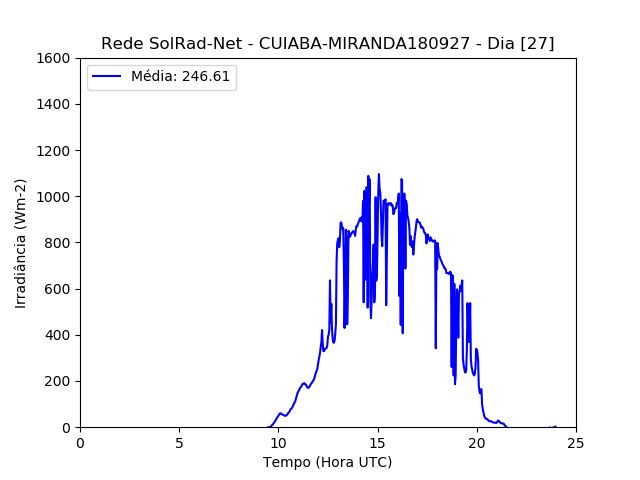 Rede SolRad-Net - CUIABA-MIRANDA180927 - Dia [27]
Média: 246.61
Irradiância (Wm-2)
1600
1400
1200
1000
800
600
400
200
0
0 5 10 15 20 25
Tempo (Hora UTC)